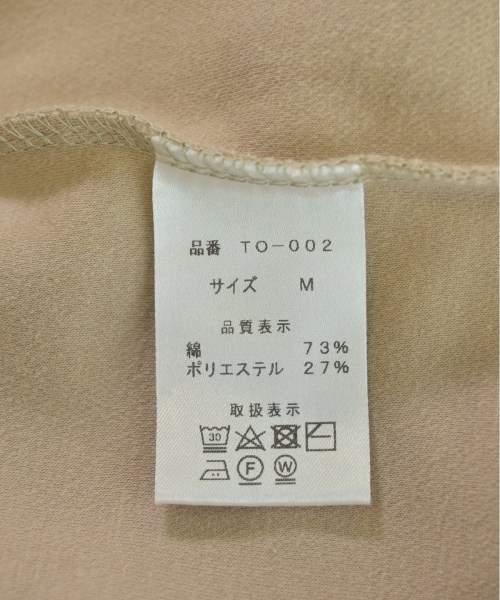 品番 TO-002
サイズ M
品質表示
綿 73%
ポリエステル 27%
取扱表示
30
F W